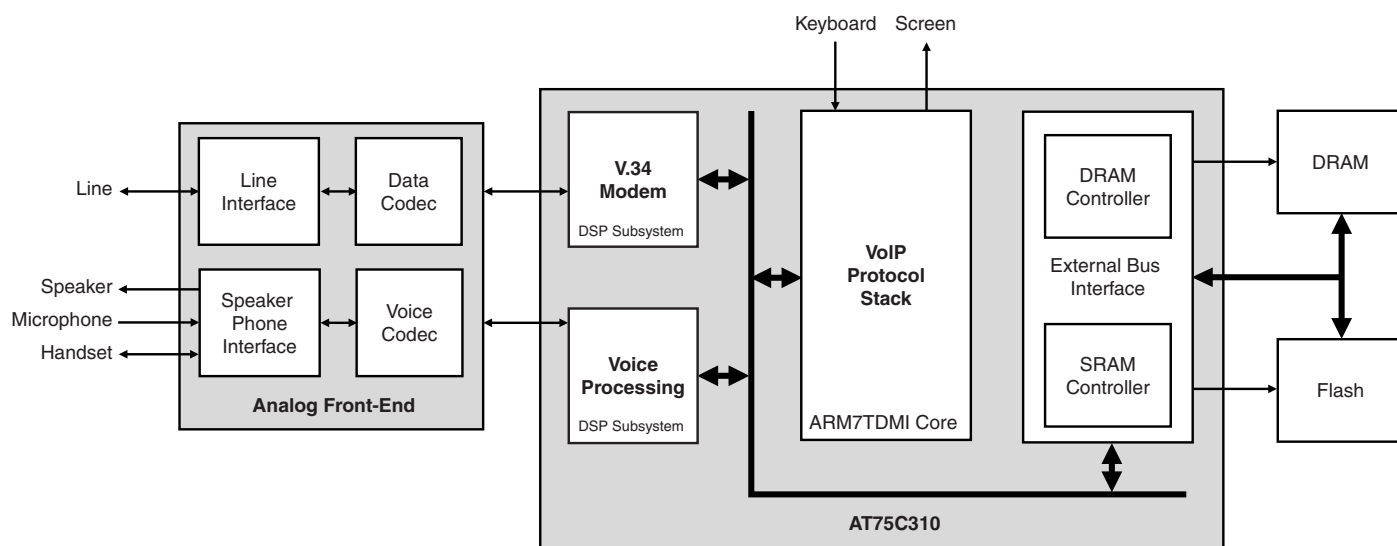 Keyboard
Screen
Line
Speaker
Microphone
Handset
Line
Interface
Data
Codec
Speaker
Phone
Interface
Voice
Codec
Analog Front-End
V.34
Modem
DSP Subsystem
Voice
Processing
DSP Subsystem
VoIP
Protocol
Stack
ARM7TDMI Core
DRAM
Controller
External Bus
Interface
SRAM
Controller
AT75C310
DRAM
Flash